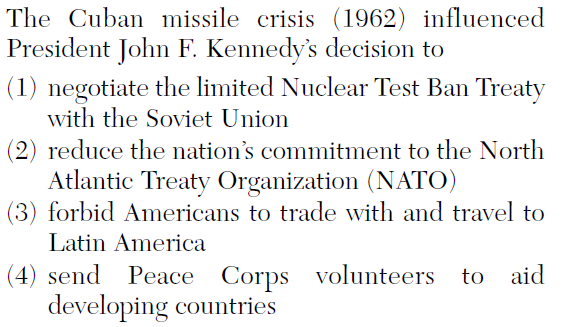 The Cuban missile crisis (1962) influenced
President John F. Kennedy’s decision to
(1) negotiate the limited Nuclear Test Ban Treaty
with the Soviet Union
(2) reduce the nation’s commitment to the North
Atlantic Treaty Organization (NATO)
(3) forbid Americans to trade with and travel to
Latin America
(4) send Peace Corps volunteers to aid
developing countries